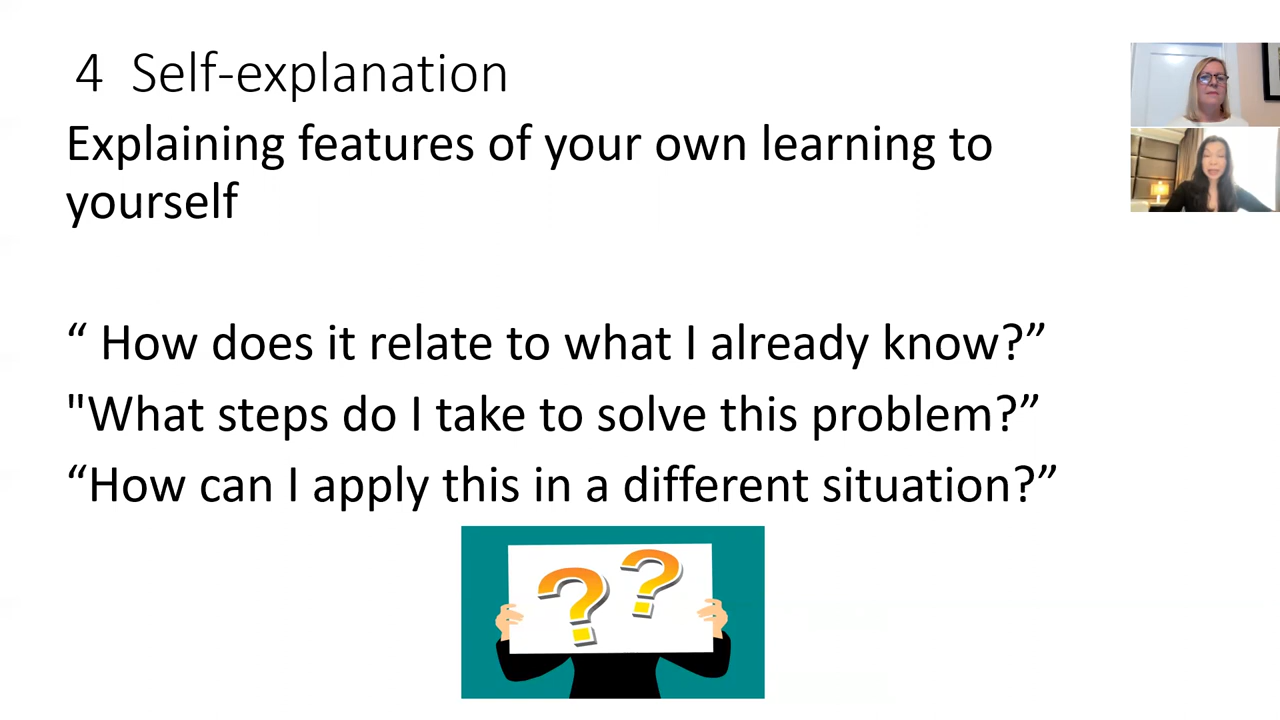 4 Self-explanation
Explaining features of your own learning to
yourself
“ How does it relate to what I already know?”
"What steps do I take to solve this problem?”
“How can I apply this in a different situation?”
??